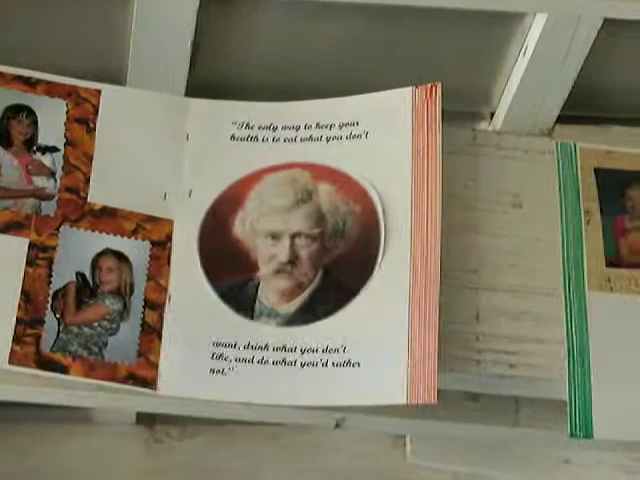 "The only way to keep your
health is to eat what you don't
want, drink what you don't
like, and do what you'd rather
not."